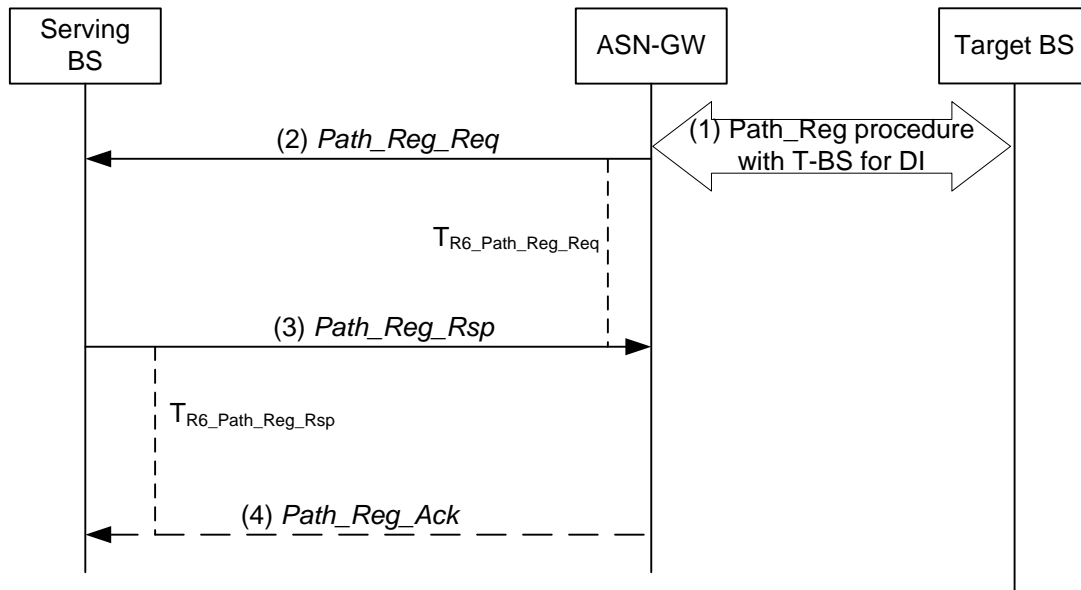 Serving
BS
ASN-GW
Target BS
(1) Path_Reg procedure
with T-BS for DI
(2) Path_Reg_Req
TR6_Path_Reg_Req
(3) Path_Reg_Rsp
TR6_Path_Reg_Rsp
(4) Path_Reg_Ack